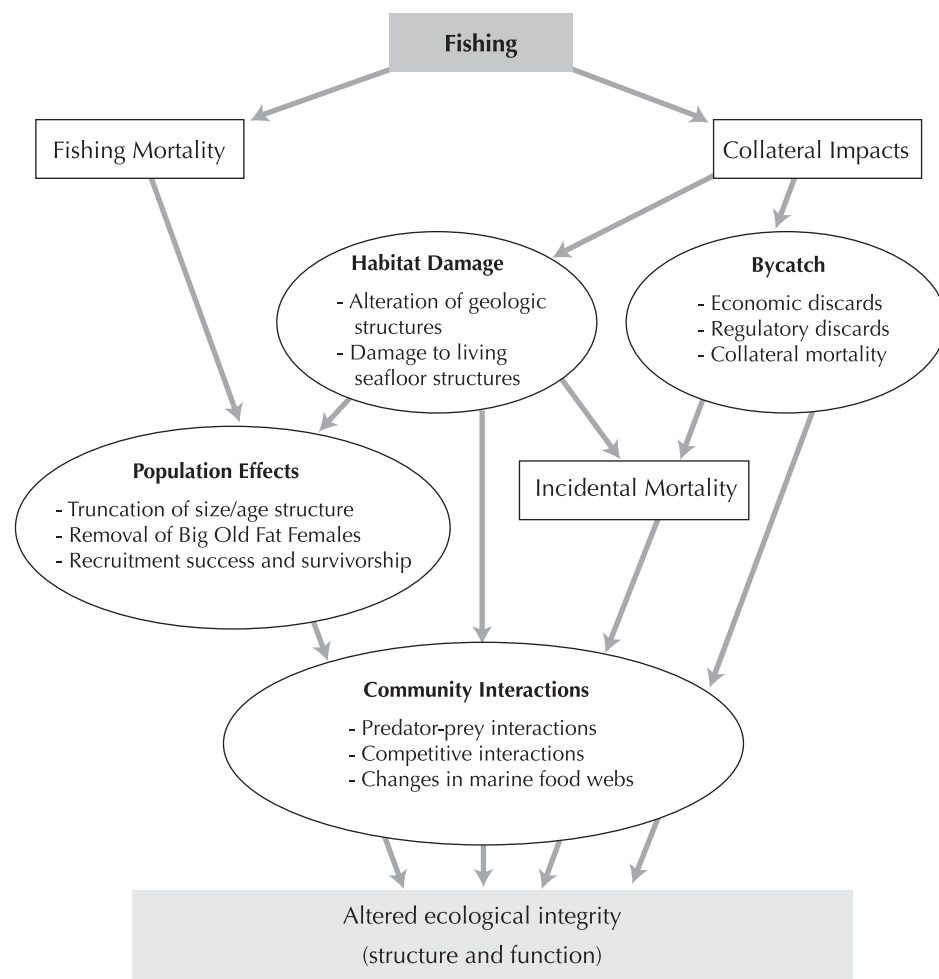 Fishing
Fishing Mortality
Collateral Impacts
Habitat Damage
- Alteration of geologic
structures
- Damage to living
seafloor structures
Bycatch
- Economic discards
- Regulatory discards
- Collateral mortality
Population Effects
- Truncation of size/age structure
- Removal of Big Old Fat Females
- Recruitment success and survivorship
Incidental Mortality
Community Interactions
- Predator-prey interactions
- Competitive interactions
- Changes in marine food webs
Altered ecological integrity
(structure and function)